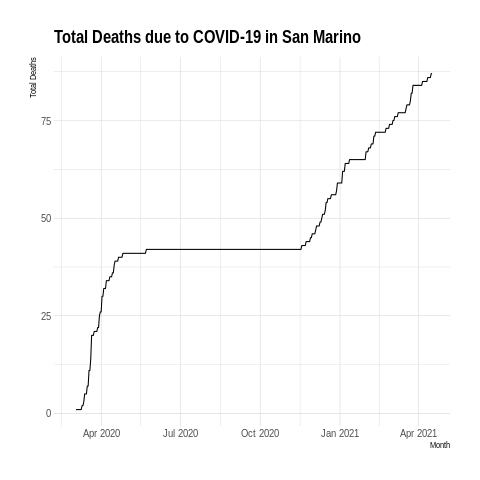 Total Deaths due to COVID-19 in San Marino
Total Deaths
75
50
25
0
Apr 2020 Jul 2020 Oct 2020 Jan 2021 Apr 2021
Month